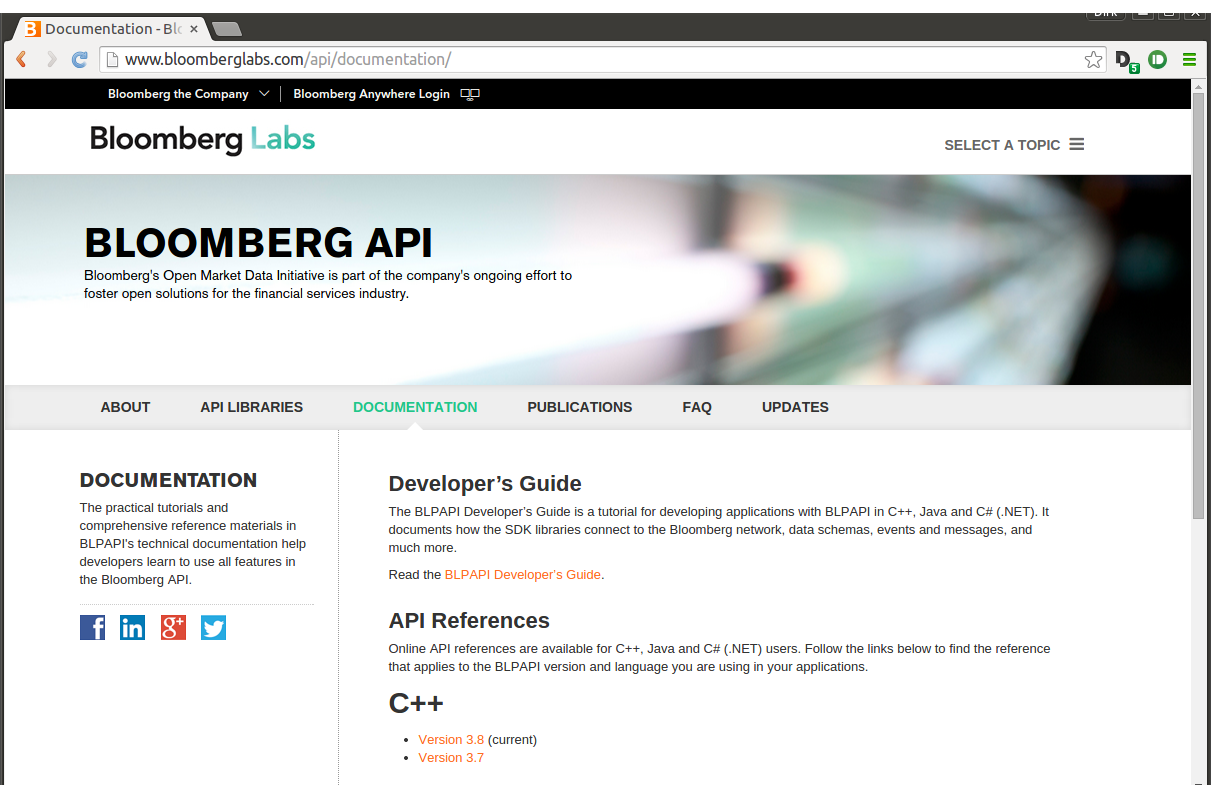 Dirk
Documentation - Blo
www.bloomberglabs.com/api/documentation/
D 5
Bloomberg the Company
Bloomberg Anywhere Login
Bloomberg Labs
SELECT A TOPIC
BLOOMBERG API
Bloomberg's Open Market Data Initiative is part of the company's ongoing effort to
foster open solutions for the financial services industry.
ABOUT
API LIBRARIES
DOCUMENTATION
PUBLICATIONS
FAQ
UPDATES
DOCUMENTATION
The practical tutorials and
comprehensive reference materials in
BLPAPI's technical documentation help
developers learn to use all features in
the Bloomberg API.
f in g+
Developer’s Guide
The BLPAPI Developer’s Guide is a tutorial for developing applications with BLPAPI in C++, Java and C# (.NET). It
documents how the SDK libraries connect to the Bloomberg network, data schemas, events and messages, and
much more.
Read the BLPAPI Developer's Guide.
API References
Online API references are available for C++, Java and C# (.NET) users. Follow the links below to find the reference
that applies to the BLPAPI version and language you are using in your applications.
C++
• Version 3.8 (current)
• Version 3.7